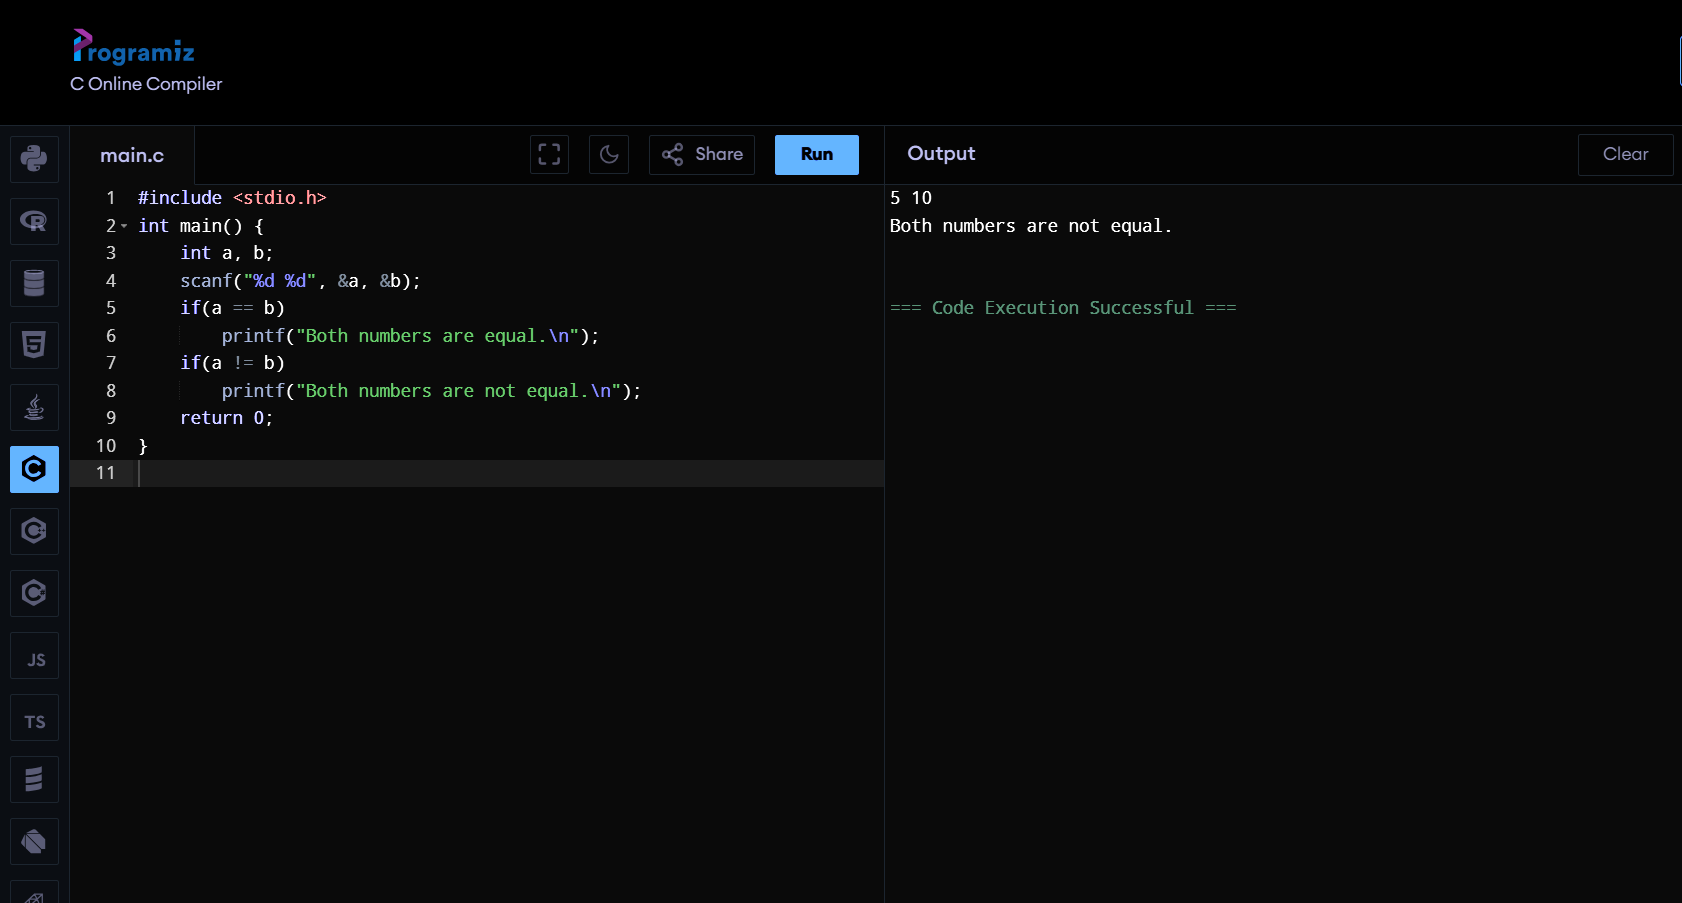 Programiz
C Online Compiler
main.c
Share
Run
Output
Clear
1 #include <stdio.h>
2 int main() {
3     int a, b;
4     scanf("%d %d", &a, &b);
5     if(a == b)
6         printf("Both numbers are equal.\n");
7     if(a != b)
8         printf("Both numbers are not equal.\n");
9     return 0;
10 }
11
5 10
Both numbers are not equal.
=== Code Execution Successful ===
R
5
C
C
C
JS
TS